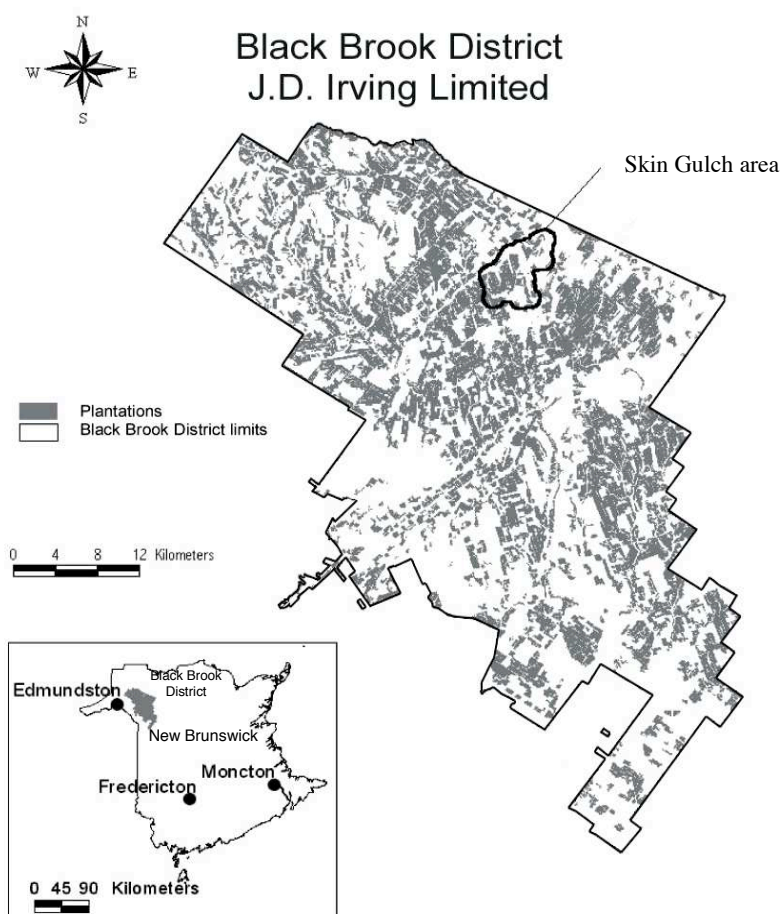 N
W E
S
Black Brook District
J.D. Irving Limited
Skin Gulch area
Plantations
Black Brook District limits
0 4 8 12 Kilometers
Black Brook
District
Edmundston
New Brunswick
Moncton
Fredericton
0 45 90 Kilometers